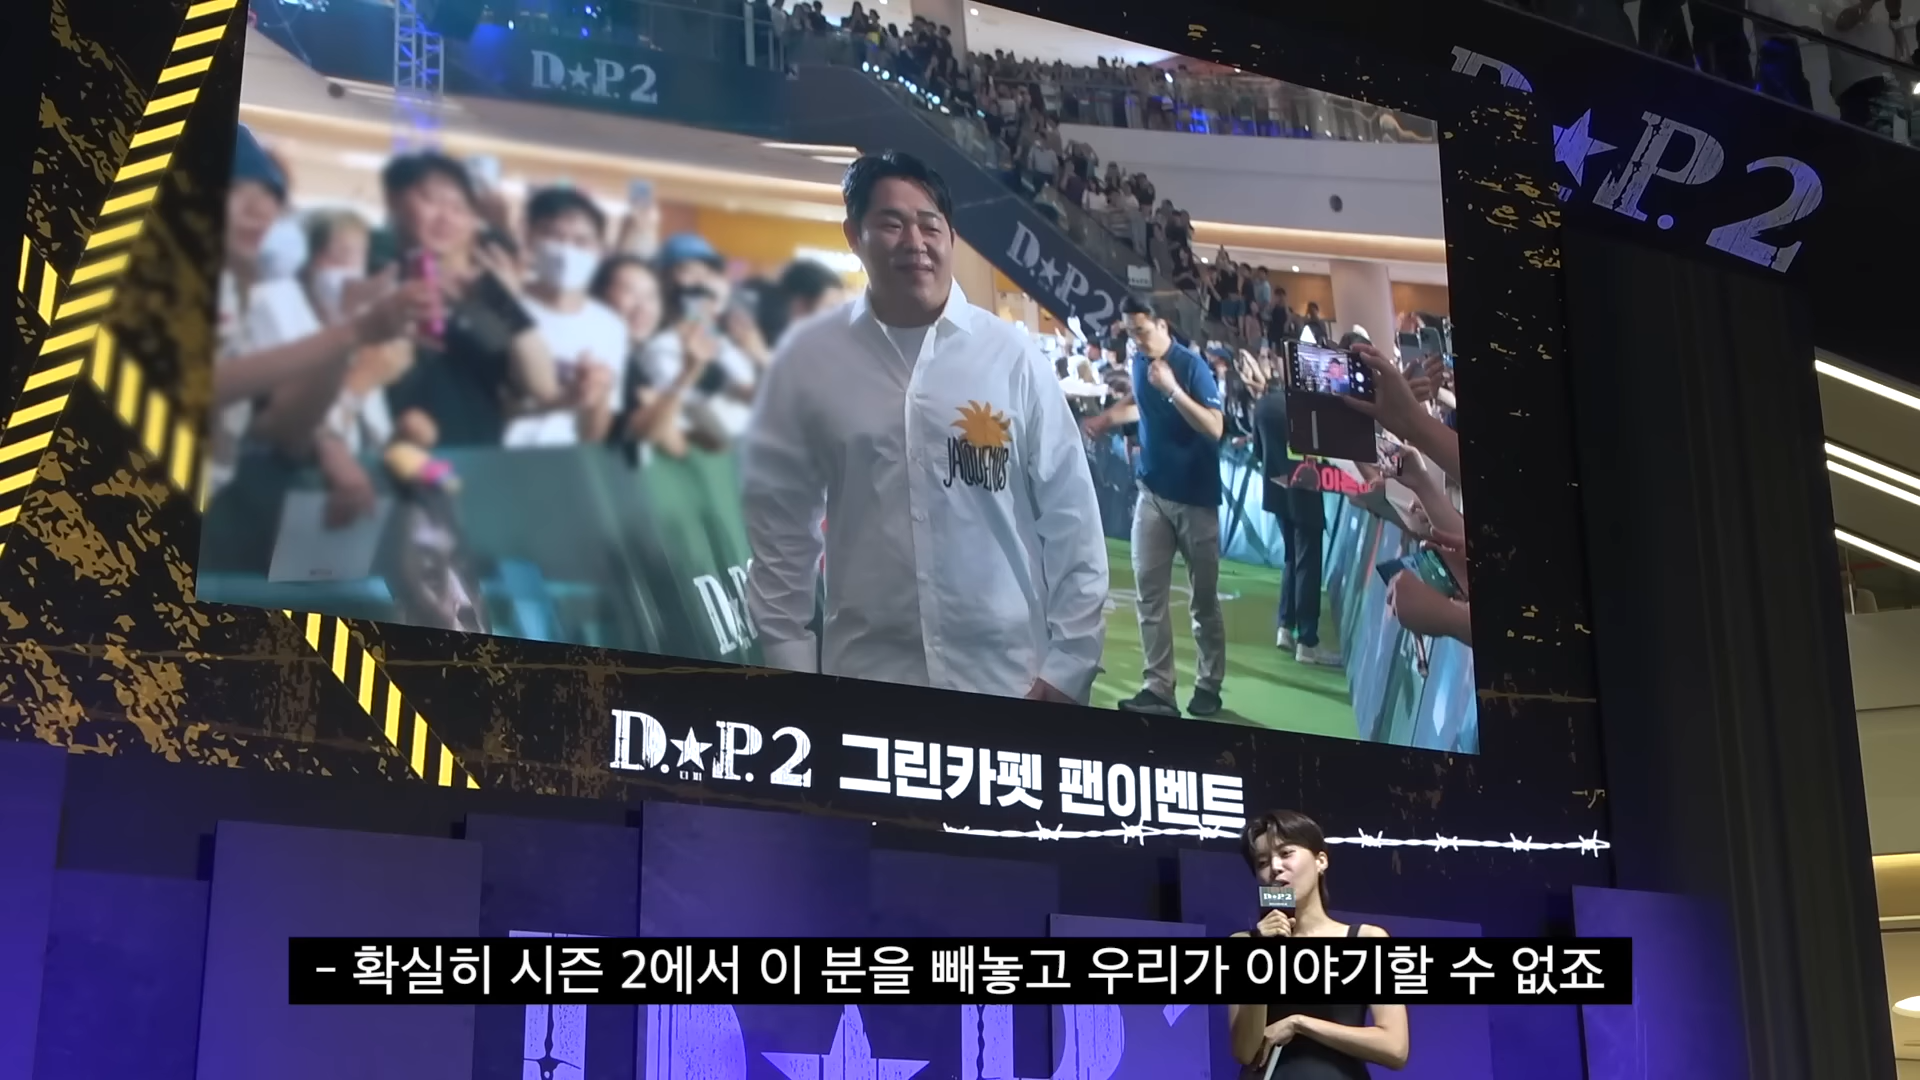 D.P. 2
D.P. 2
D.P. 2
JACQUEMUS
D.P.
D.P. 2 그린카펫 팬이벤트
D.P. 2
- 확실히 시즌 2에서 이 분을 빼놓고 우리가 이야기할 수 없죠
D.P.